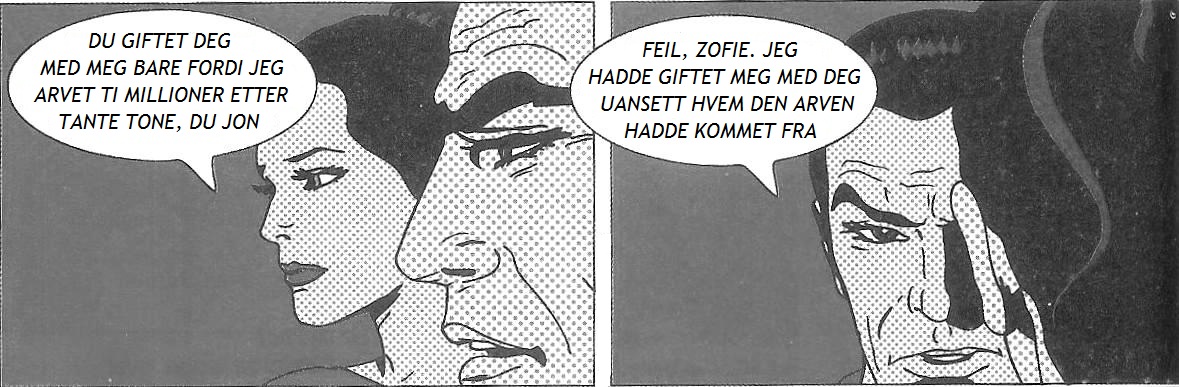 DU GIFTET DEG
MED MEG BARE FORDI JEG
ARVET TI MILLIONER ETTER
TANTE TONE, DU JON
FEIL, ZOFIE. JEG
HADDE GIFTET MEG MED DEG
UANSETT HVEM DEN ARVEN
HADDE KOMMET FRA